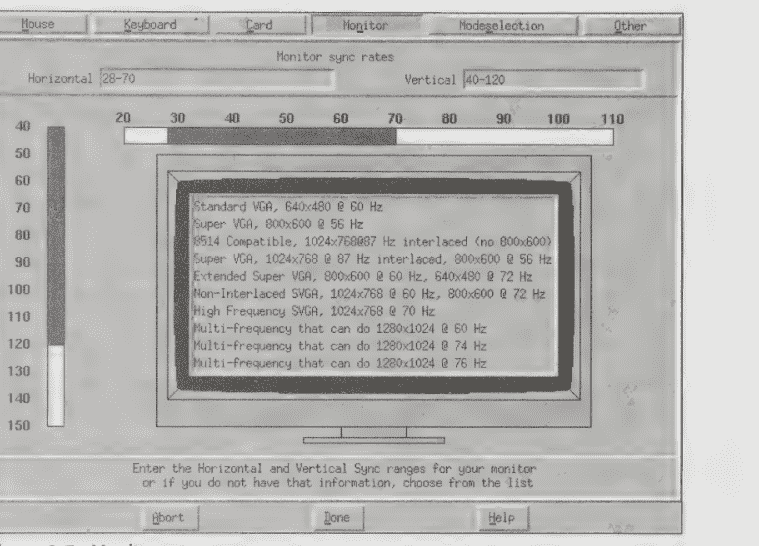 Mouse Keyboard Card Monitor Modeselection Other
Monitor sync rates
Horizontal 28-70 Vertical 40-120
20 30 40 50 60 70 80 90 100 110
40
50
60
70
80
90
100
110
120
130
140
150
Standard VGA, 640x480 @ 60 Hz
Super VGA, 800x600 @ 56 Hz
8514 Compatible, 1024x768@87 Hz interlaced (no 800x600)
Super VGA, 1024x768 @ 87 Hz interlaced, 800x600 @ 56 Hz
Extended Super VGA, 800x600 @ 60 Hz, 640x480 @ 72 Hz
Non-Interlaced SVGA, 1024x768 @ 60 Hz, 800x600 @ 72 Hz
High Frequency SVGA, 1024x768 @ 70 Hz
Multi-frequency that can do 1280x1024 @ 60 Hz
Multi-frequency that can do 1280x1024 @ 74 Hz
Multi-frequency that can do 1280x1024 @ 76 Hz
Enter the Horizontal and Vertical Sync ranges for your monitor
or if you do not have that information, choose from the list
Abort Done Help